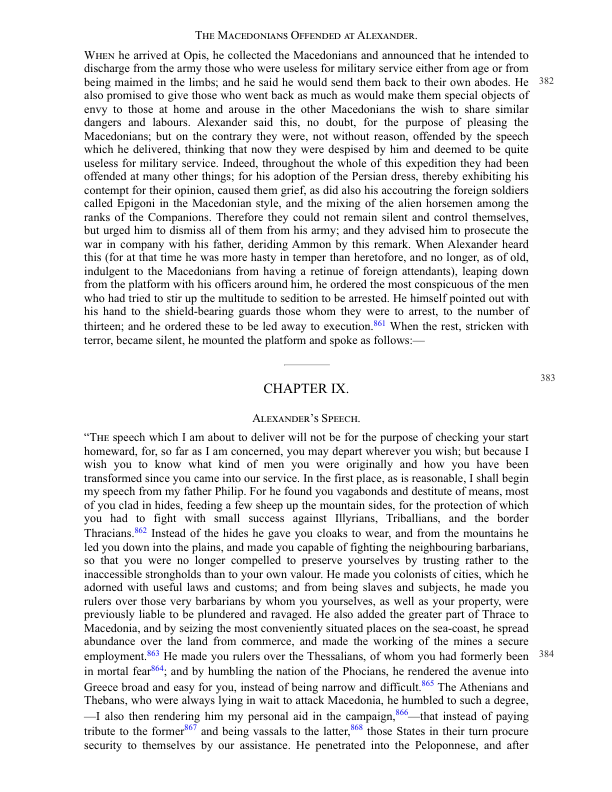 The Macedonians Offended at Alexander.
When he arrived at Opis, he collected the Macedonians and announced that he intended to
discharge from the army those who were useless for military service either from age or from
being maimed in the limbs; and he said he would send them back to their own abodes. He 382
also promised to give those who went back as much as would make them special objects of
envy to those at home and arouse in the other Macedonians the wish to share similar
dangers and labours. Alexander said this, no doubt, for the purpose of pleasing the
Macedonians; but on the contrary they were, not without reason, offended by the speech
which he delivered, thinking that now they were despised by him and deemed to be quite
useless for military service. Indeed, throughout the whole of this expedition they had been
offended at many other things; for his adoption of the Persian dress, thereby exhibiting his
contempt for their opinion, caused them grief, as did also his accoutring the foreign soldiers
called Epigoni in the Macedonian style, and the mixing of the alien horsemen among the
ranks of the Companions. Therefore they could not remain silent and control themselves,
but urged him to dismiss all of them from his army; and they advised him to prosecute the
war in company with his father, deriding Ammon by this remark. When Alexander heard
this (for at that time he was more hasty in temper than heretofore, and no longer, as of old,
indulgent to the Macedonians from having a retinue of foreign attendants), leaping down
from the platform with his officers around him, he ordered the most conspicuous of the men
who had tried to stir up the multitude to sedition to be arrested. He himself pointed out with
his hand to the shield-bearing guards those whom they were to arrest, to the number of
thirteen; and he ordered these to be led away to execution.861 When the rest, stricken with
terror, became silent, he mounted the platform and spoke as follows:—
383
CHAPTER IX.
Alexander's Speech.
“The speech which I am about to deliver will not be for the purpose of checking your start
homeward, for, so far as I am concerned, you may depart wherever you wish; but because I
wish you to know what kind of men you were originally and how you have been
transformed since you came into our service. In the first place, as is reasonable, I shall begin
my speech from my father Philip. For he found you vagabonds and destitute of means, most
of you clad in hides, feeding a few sheep up the mountain sides, for the protection of which
you had to fight with small success against Illyrians, Triballians, and the border
Thracians.862 Instead of the hides he gave you cloaks to wear, and from the mountains he
led you down into the plains, and made you capable of fighting the neighbouring barbarians,
so that you were no longer compelled to preserve yourselves by trusting rather to the
inaccessible strongholds than to your own valour. He made you colonists of cities, which he
adorned with useful laws and customs; and from being slaves and subjects, he made you
rulers over those very barbarians by whom you yourselves, as well as your property, were
previously liable to be plundered and ravaged. He also added the greater part of Thrace to
Macedonia, and by seizing the most conveniently situated places on the sea-coast, he spread
abundance over the land from commerce, and made the working of the mines a secure
employment.863 He made you rulers over the Thessalians, of whom you had formerly been 384
in mortal fear864; and by humbling the nation of the Phocians, he rendered the avenue into
Greece broad and easy for you, instead of being narrow and difficult.865 The Athenians and
Thebans, who were always lying in wait to attack Macedonia, he humbled to such a degree,
—I also then rendering him my personal aid in the campaign,866—that instead of paying
tribute to the former867 and being vassals to the latter,868 those States in their turn procure
security to themselves by our assistance. He penetrated into the Peloponnese, and after